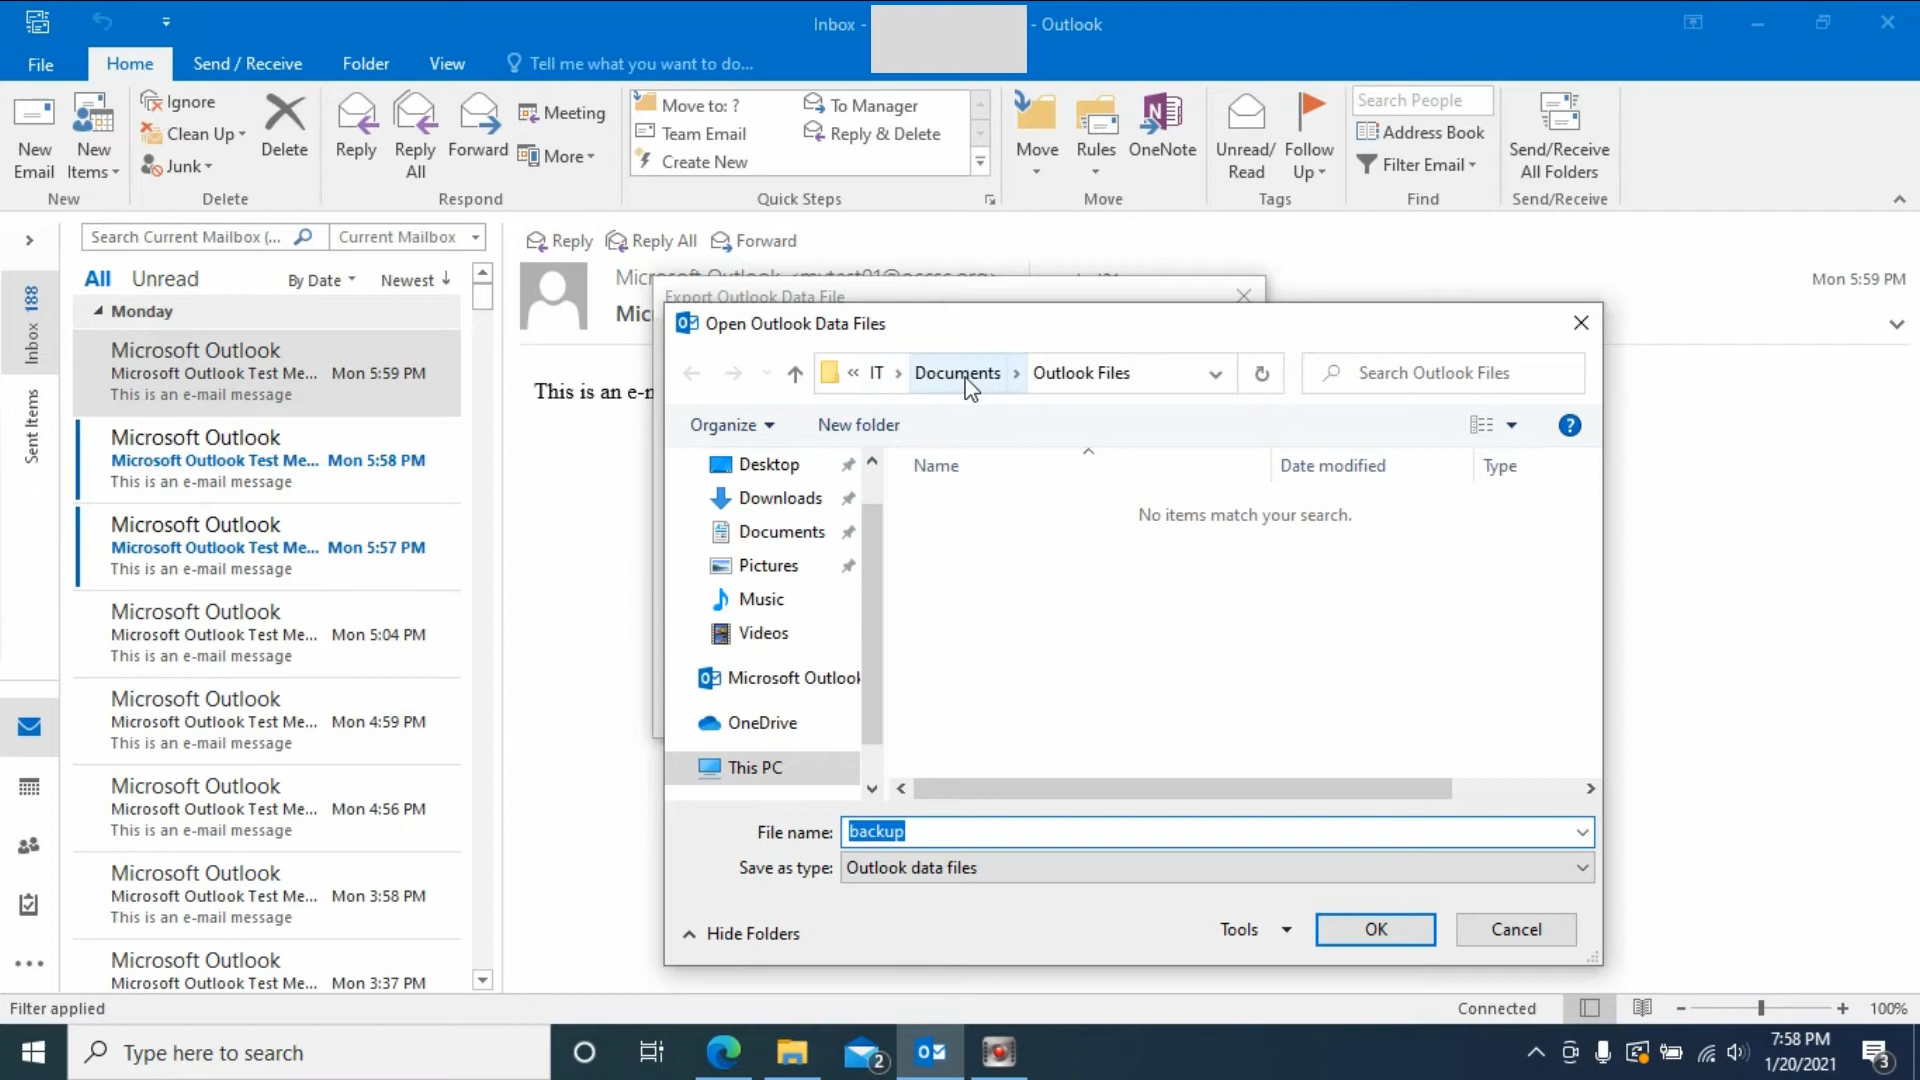 Inbox - - Outlook
File Home Send / Receive Folder View Tell me what you want to do...
New Email
New Items
New
Ignore
Clean Up
Junk
Delete
Delete
Reply
Reply All
Forward
Meeting
More
Respond
Move to: ?
Team Email
Create New
To Manager
Reply & Delete
Quick Steps
Move
Rules
OneNote
Move
Unread/ Read
Follow Up
Tags
Search People
Address Book
Filter Email
Find
Send/Receive All Folders
Send/Receive
Search Current Mailbox (...
Current Mailbox
All Unread By Date Newest
Inbox 188
Sent Items
Monday
Microsoft Outlook
Microsoft Outlook Test Me... Mon 5:59 PM
This is an e-mail message
Microsoft Outlook
Microsoft Outlook Test Me... Mon 5:58 PM
This is an e-mail message
Microsoft Outlook
Microsoft Outlook Test Me... Mon 5:57 PM
This is an e-mail message
Microsoft Outlook
Microsoft Outlook Test Me... Mon 5:04 PM
This is an e-mail message
Microsoft Outlook
Microsoft Outlook Test Me... Mon 4:59 PM
This is an e-mail message
Microsoft Outlook
Microsoft Outlook Test Me... Mon 4:56 PM
This is an e-mail message
Microsoft Outlook
Microsoft Outlook Test Me... Mon 3:58 PM
This is an e-mail message
Microsoft Outlook
Microsoft Outlook Test Me... Mon 3:37 PM
Reply Reply All Forward
Microsoft Outlook
Mon 5:59 PM
Mic
This is an e-m
Export Outlook Data File
Open Outlook Data Files
« IT › Documents › Outlook Files
Search Outlook Files
Organize New folder
Desktop
Downloads
Documents
Pictures
Music
Videos
Microsoft Outlook
OneDrive
This PC
Name Date modified Type
No items match your search.
File name: backup
Save as type: Outlook data files
Hide Folders
Tools OK Cancel
Filter applied
Connected
100%
Type here to search
2
7:58 PM
1/20/2021
3